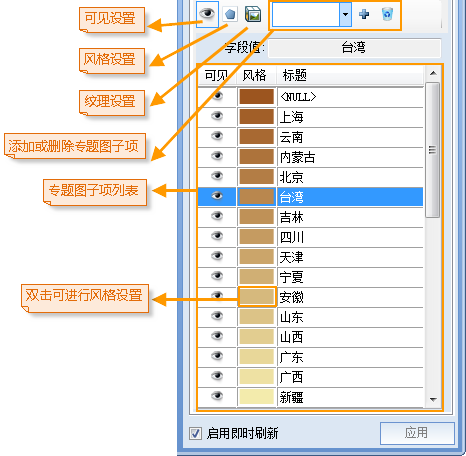 可见设置
风格设置
纹理设置
添加或删除专题图子项
专题图子项列表
双击可进行风格设置
字段值: 台湾
可见 风格 标题
<NULL>
上海
云南
内蒙古
北京
台湾
吉林
四川
天津
宁夏
安徽
山东
山西
广东
广西
新疆
启用即时刷新 应用